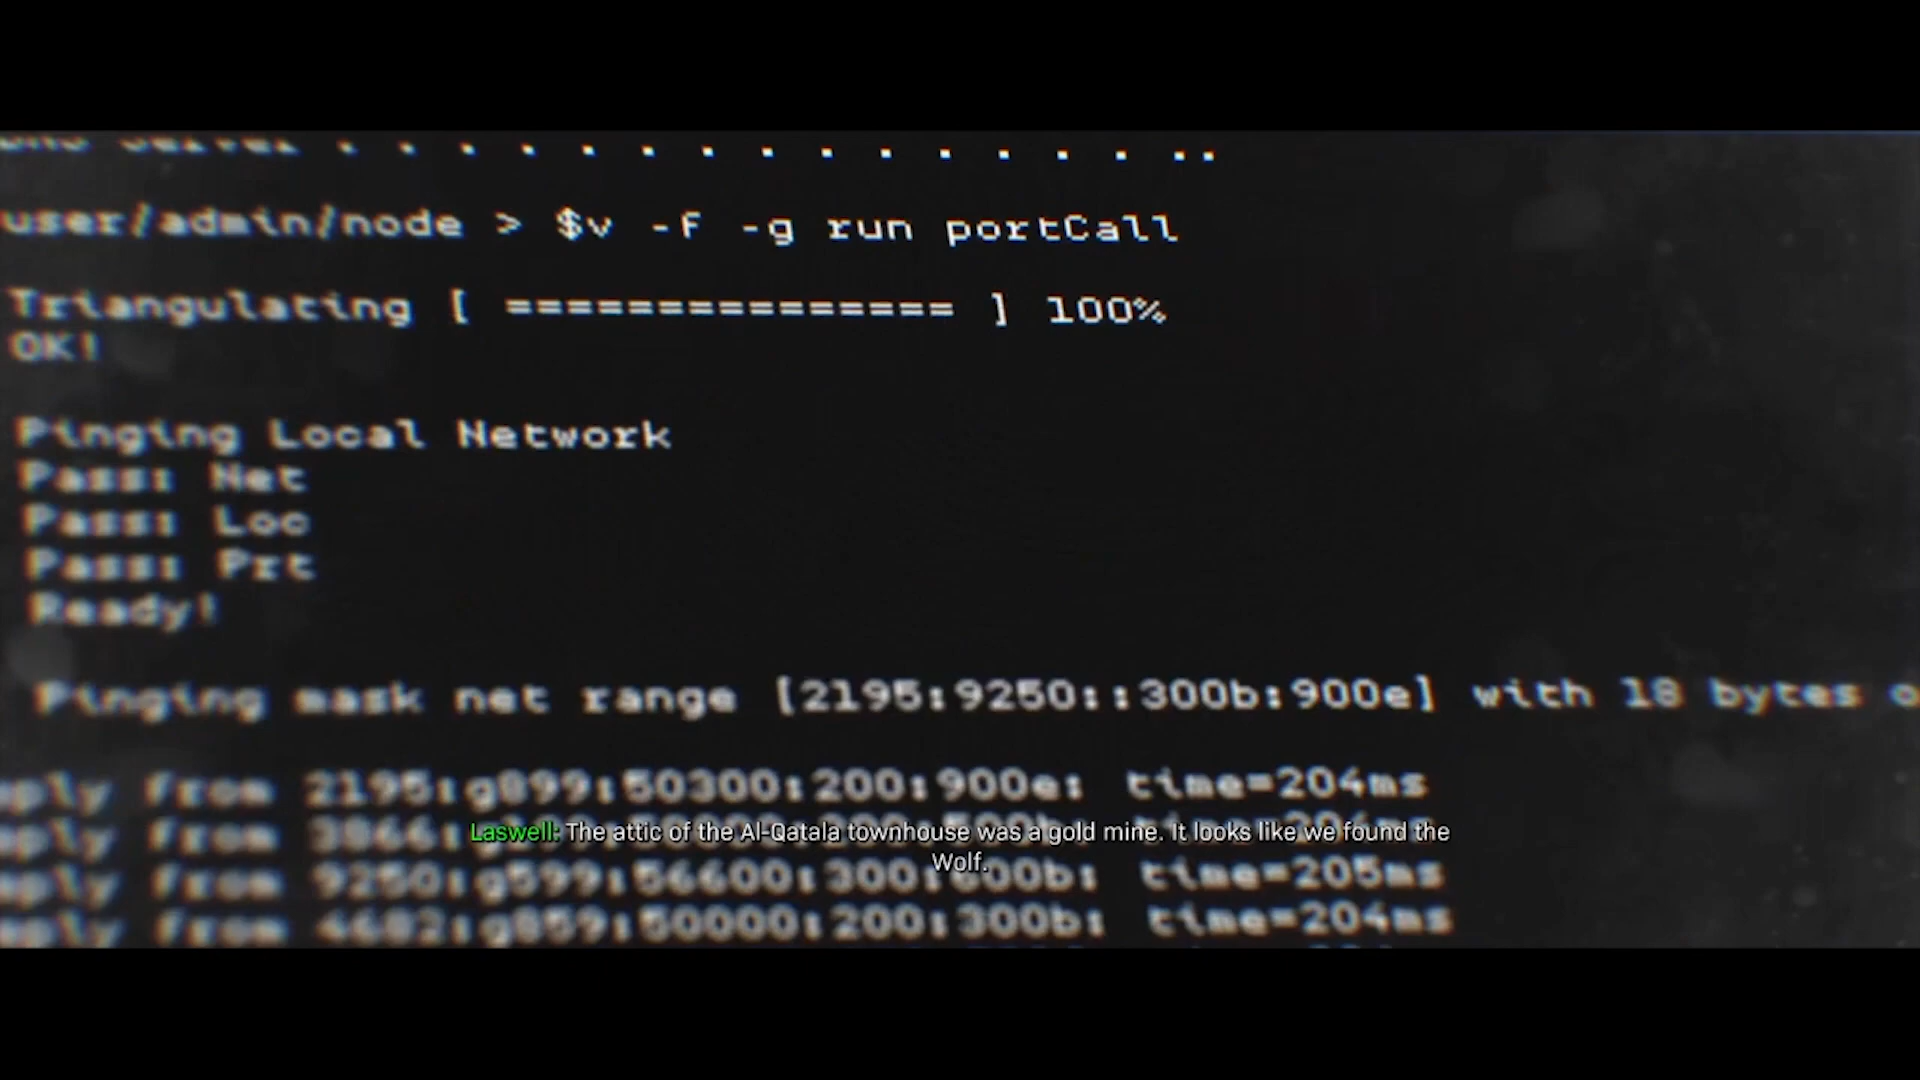 user/admin/node > $v -f -g run portCall
Triangulating [ =============== ] 100%
OK!
Pinging Local Network
Pass: Net
Pass: Loc
Pass: Prt
Ready!
Pinging mask net range [2195:9250::300b:900e] with 18 bytes
from 2195:g899:50300:200:900e: time=204ms
Laswell: The attic of the Al-Qatala townhouse was a gold mine. It looks like we found the
Wolf.
from 9250:g599:56600:300:600b: time=205ms
from 4682:g859:50000:200:300b: time=204ms